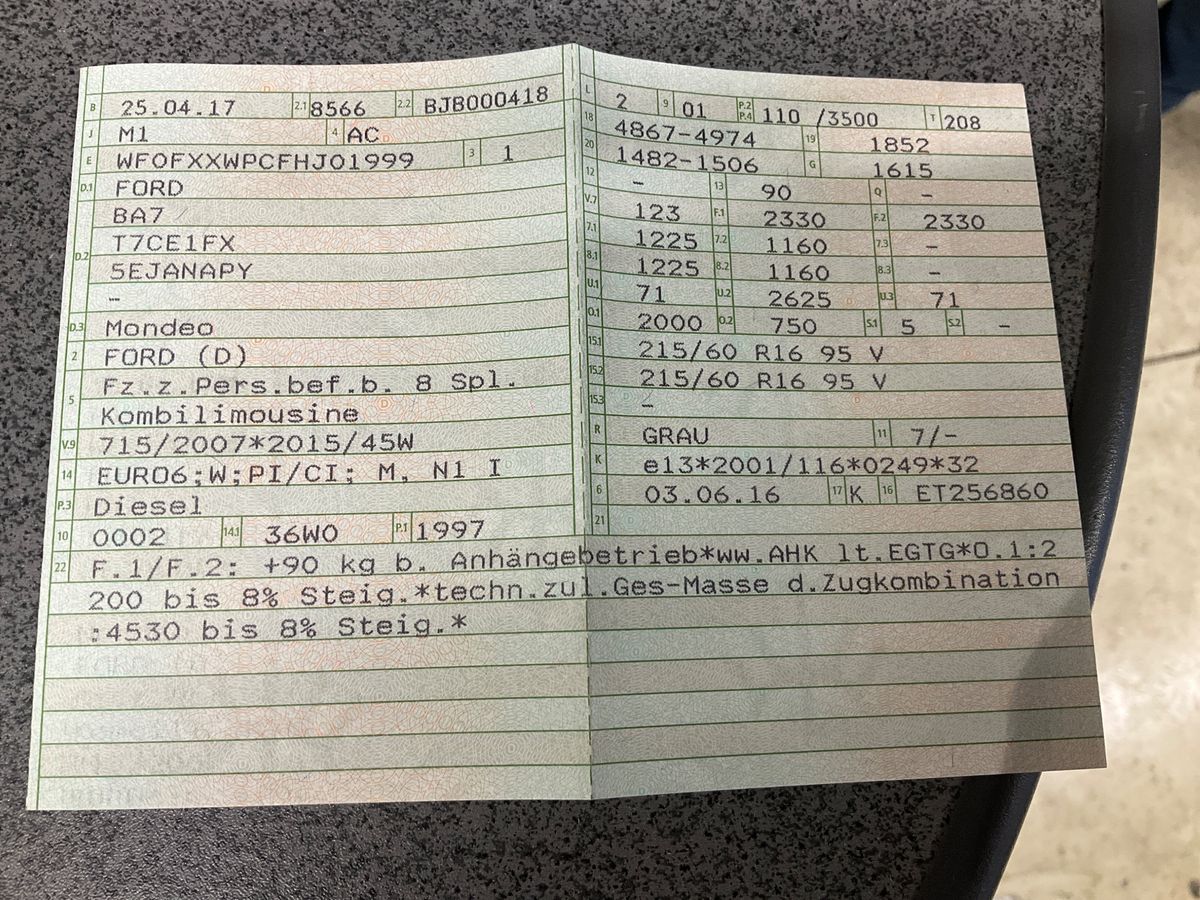 B 25.04.17 2.1 8566 2.2 BJB000418
J M1 4 AC
E WF0FXXWPCFHJ01999 3 1
D.1 FORD
BA7
D.2 T7CE1FX
5EJANAPY
–
D.3 Mondeo
2 FORD (D)
5 Fz.z.Pers.bef.b. 8 Spl.
Kombilimousine
V.9 715/2007*2015/45W
14 EURO6;W;PI/CI; M, N1 I
P.3 Diesel
10 0002 14.1 36W0 P.1 1997
L 2 9 01 P.2 P.4 110 /3500 T 208
18 4867-4974 19 1852
20 1482-1506 G 1615
12 – 13 90 Q –
V.7 123 F.1 2330 F.2 2330
7.1 1225 7.2 1160 7.3 –
8.1 1225 8.2 1160 8.3 –
U.1 71 U.2 2625 U.3 71
O.1 2000 O.2 750 S.1 5 S.2 –
15.1 215/60 R16 95 V
15.2 215/60 R16 95 V
15.3 –
R GRAU 11 7/-
K e13*2001/116*0249*32
6 03.06.16 17 K 16 ET256860
21
22 F.1/F.2: +90 kg b. Anhängebetrieb*ww.AHK lt.EGTG*O.1:2
200 bis 8% Steig.*techn.zul.Ges-Masse d.Zugkombination
:4530 bis 8% Steig.*